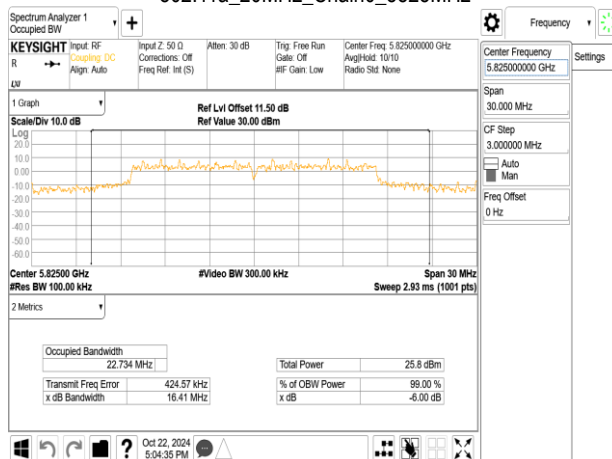 Spectrum Analyzer 1
Occupied BW
Frequency
KEYSIGHT
R
Input: RF
Coupling: DC
Align: Auto
Input Z: 50 Ω
Corrections: Off
Freq Ref: Int (S)
Atten: 30 dB
Trig: Free Run
Gate: Off
#IF Gain: Low
Center Freq: 5.825000000 GHz
Avg|Hold: 10/10
Radio Std: None
Center Frequency
5.825000000 GHz
Settings
Span
30.000 MHz
CF Step
3.000000 MHz
Auto
Man
Freq Offset
0 Hz
1 Graph
Scale/Div 10.0 dB
Ref Lvl Offset 11.50 dB
Ref Value 30.00 dBm
Log
20.0
10.0
0.00
-10.0
-20.0
-30.0
-40.0
-50.0
-60.0
Center 5.82500 GHz
#Video BW 300.00 kHz
Span 30 MHz
#Res BW 100.00 kHz
Sweep 2.93 ms (1001 pts)
2 Metrics
Occupied Bandwidth
22.734 MHz
Total Power 25.8 dBm
Transmit Freq Error 424.57 kHz
% of OBW Power 99.00 %
x dB Bandwidth 16.41 MHz
x dB -6.00 dB
?
Oct 22, 2024
5:04:35 PM